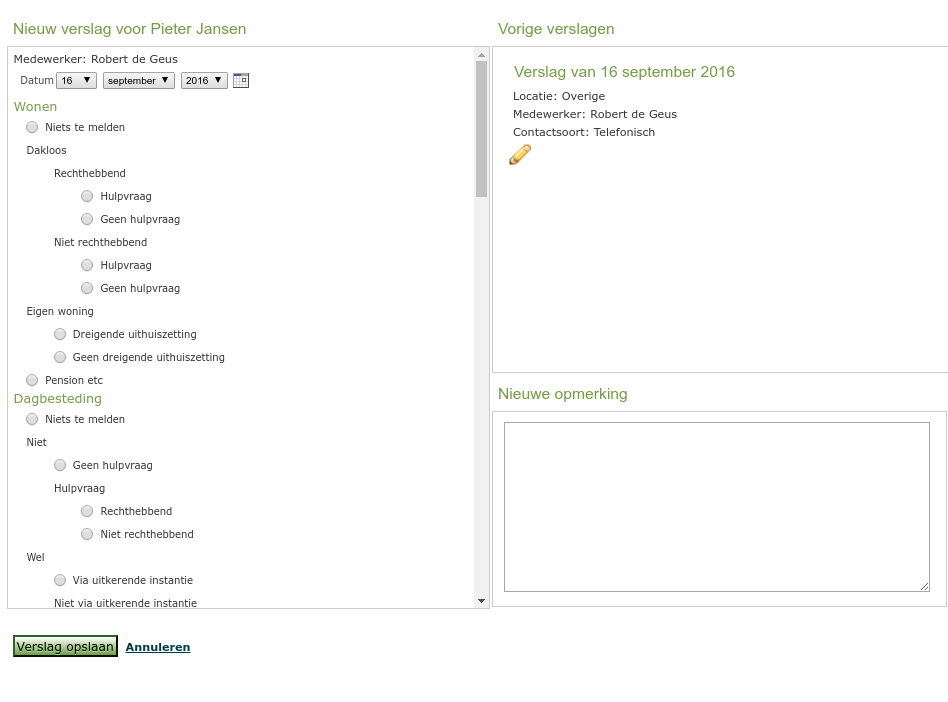 Nieuw verslag voor Pieter Jansen
Medewerker: Robert de Geus
Datum 16 september 2016
Wonen
Niets te melden
Dakloos
Rechthebbend
Hulpvraag
Geen hulpvraag
Niet rechthebbend
Hulpvraag
Geen hulpvraag
Eigen woning
Dreigende uithuiszetting
Geen dreigende uithuiszetting
Pension etc
Dagbesteding
Niets te melden
Niet
Geen hulpvraag
Hulpvraag
Rechthebbend
Niet rechthebbend
Wel
Via uitkerende instantie
Niet via uitkerende instantie
Verslag opslaan Annuleren
Vorige verslagen
Verslag van 16 september 2016
Locatie: Overige
Medewerker: Robert de Geus
Contactsoort: Telefonisch
Nieuwe opmerking